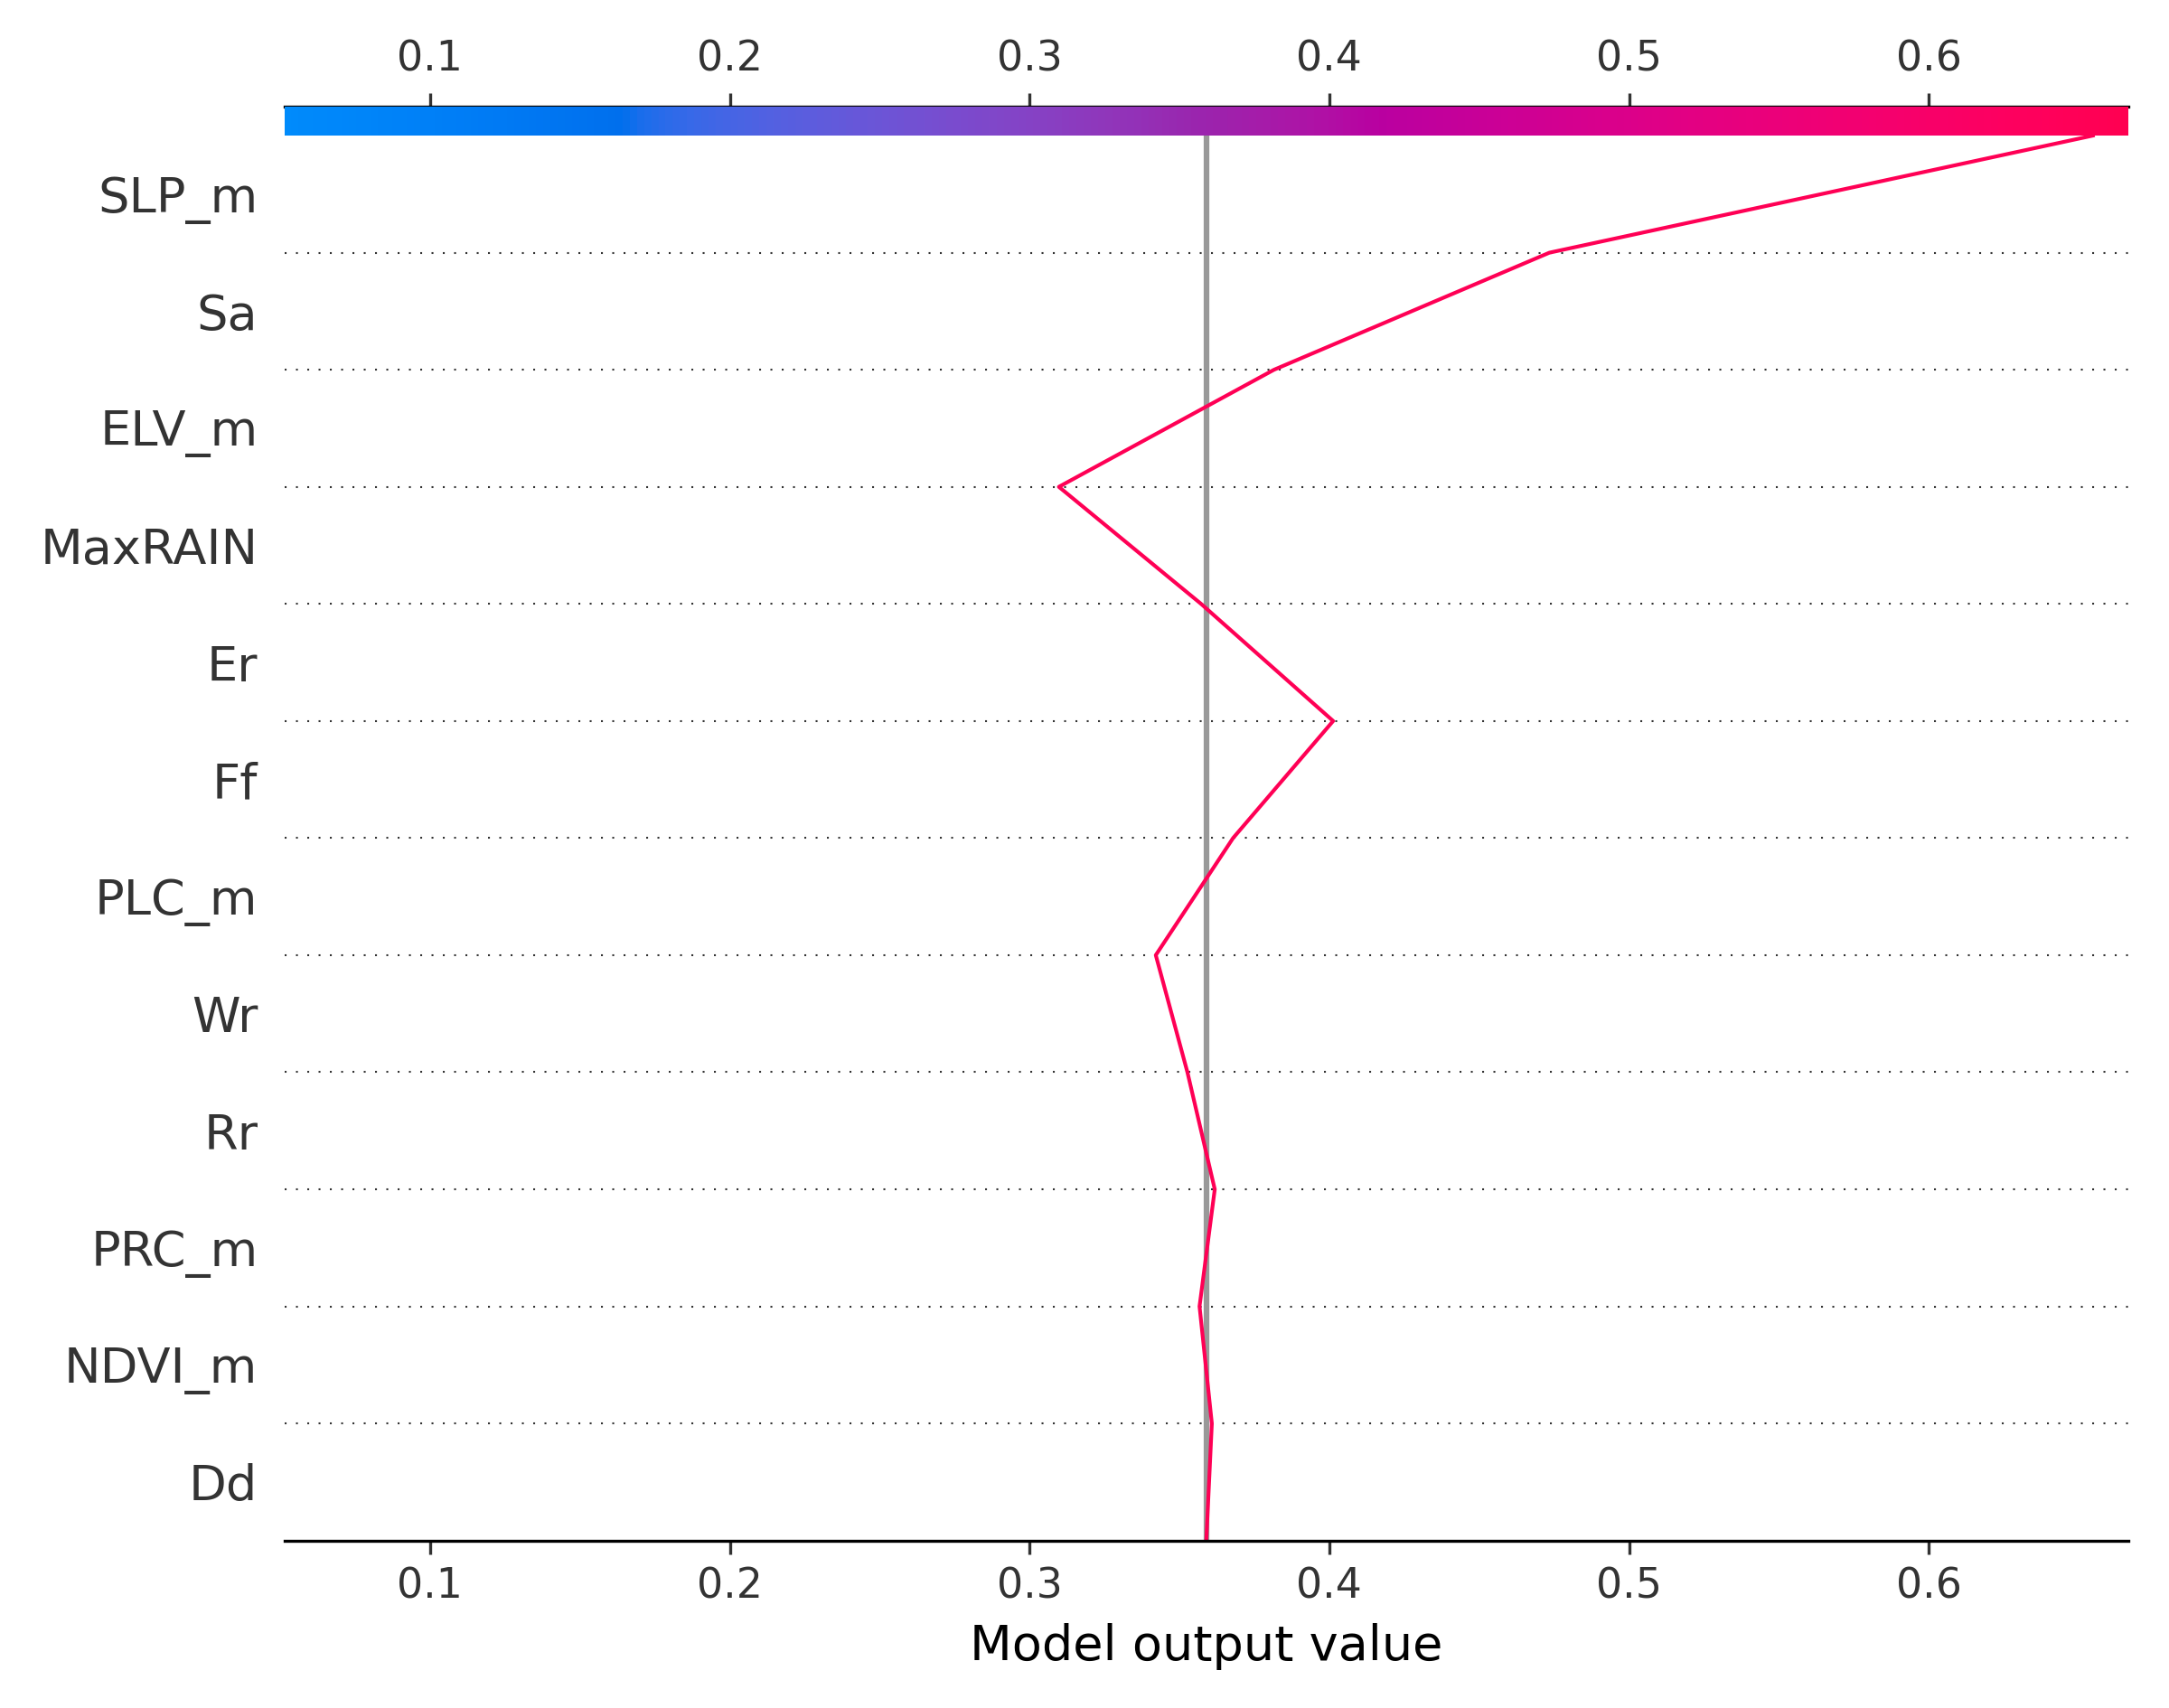 0.1 0.2 0.3 0.4 0.5 0.6
SLP_m
Sa
ELV_m
MaxRAIN
Er
Ff
PLC_m
Wr
Rr
PRC_m
NDVI_m
Dd
0.1 0.2 0.3 0.4 0.5 0.6
Model output value